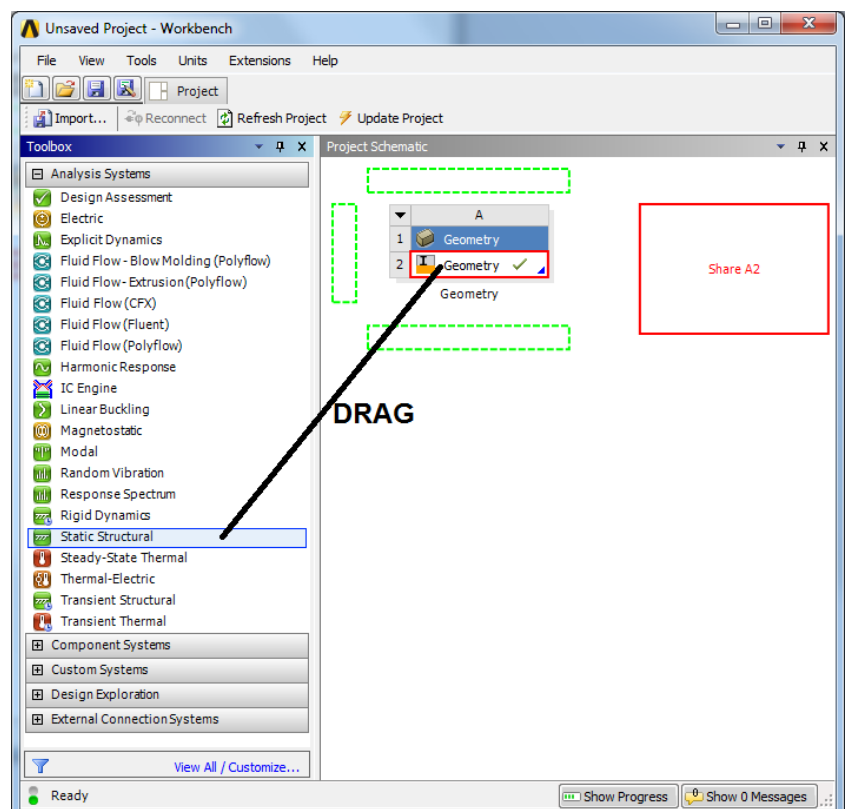 Unsaved Project - Workbench
File View Tools Units Extensions Help
Project
Import... Reconnect Refresh Project Update Project
Toolbox
Project Schematic
Analysis Systems
Design Assessment
Electric
Explicit Dynamics
Fluid Flow - Blow Molding (Polyflow)
Fluid Flow - Extrusion (Polyflow)
Fluid Flow (CFX)
Fluid Flow (Fluent)
Fluid Flow (Polyflow)
Harmonic Response
IC Engine
Linear Buckling
Magnetostatic
Modal
Random Vibration
Response Spectrum
Rigid Dynamics
Static Structural
Steady-State Thermal
Thermal-Electric
Transient Structural
Transient Thermal
Component Systems
Custom Systems
Design Exploration
External Connection Systems
View All / Customize...
A
1 Geometry
2 Geometry
Geometry
Share A2
DRAG
Ready
Show Progress
0 Show 0 Messages